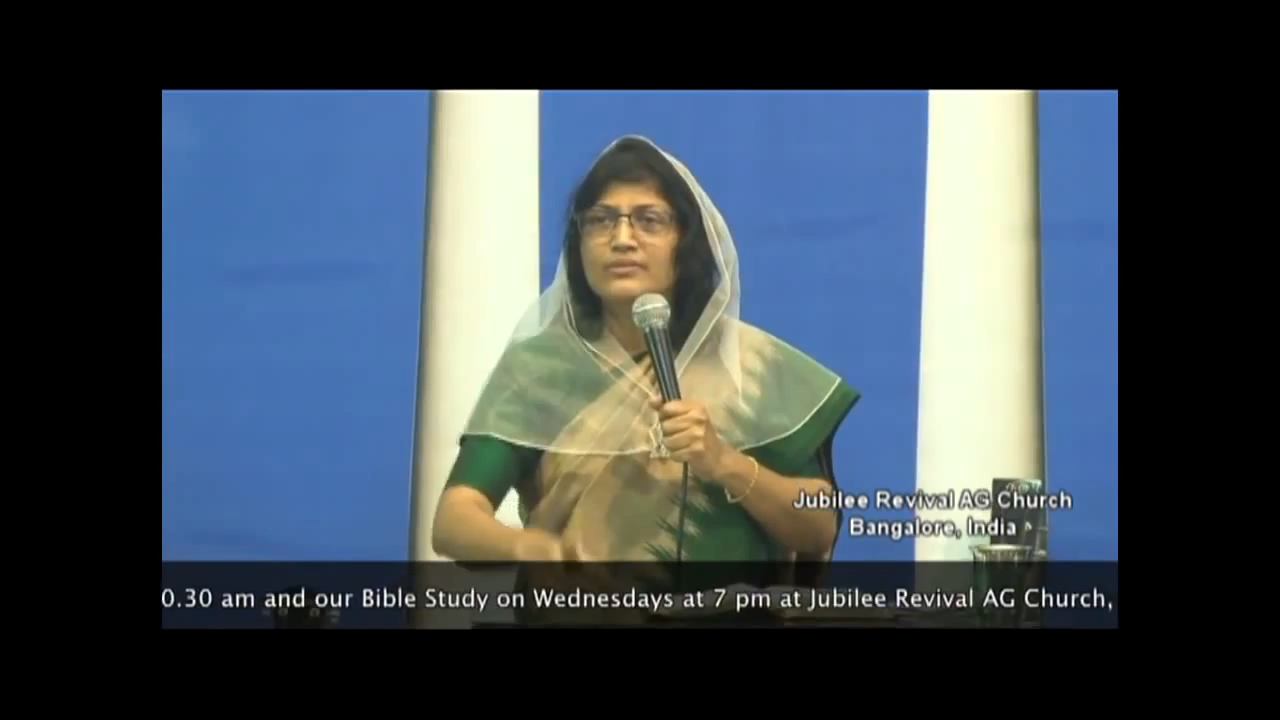 Jubilee Revival AG Church
Bangalore, India
0.30 am and our Bible Study on Wednesdays at 7 pm at Jubilee Revival AG Church,